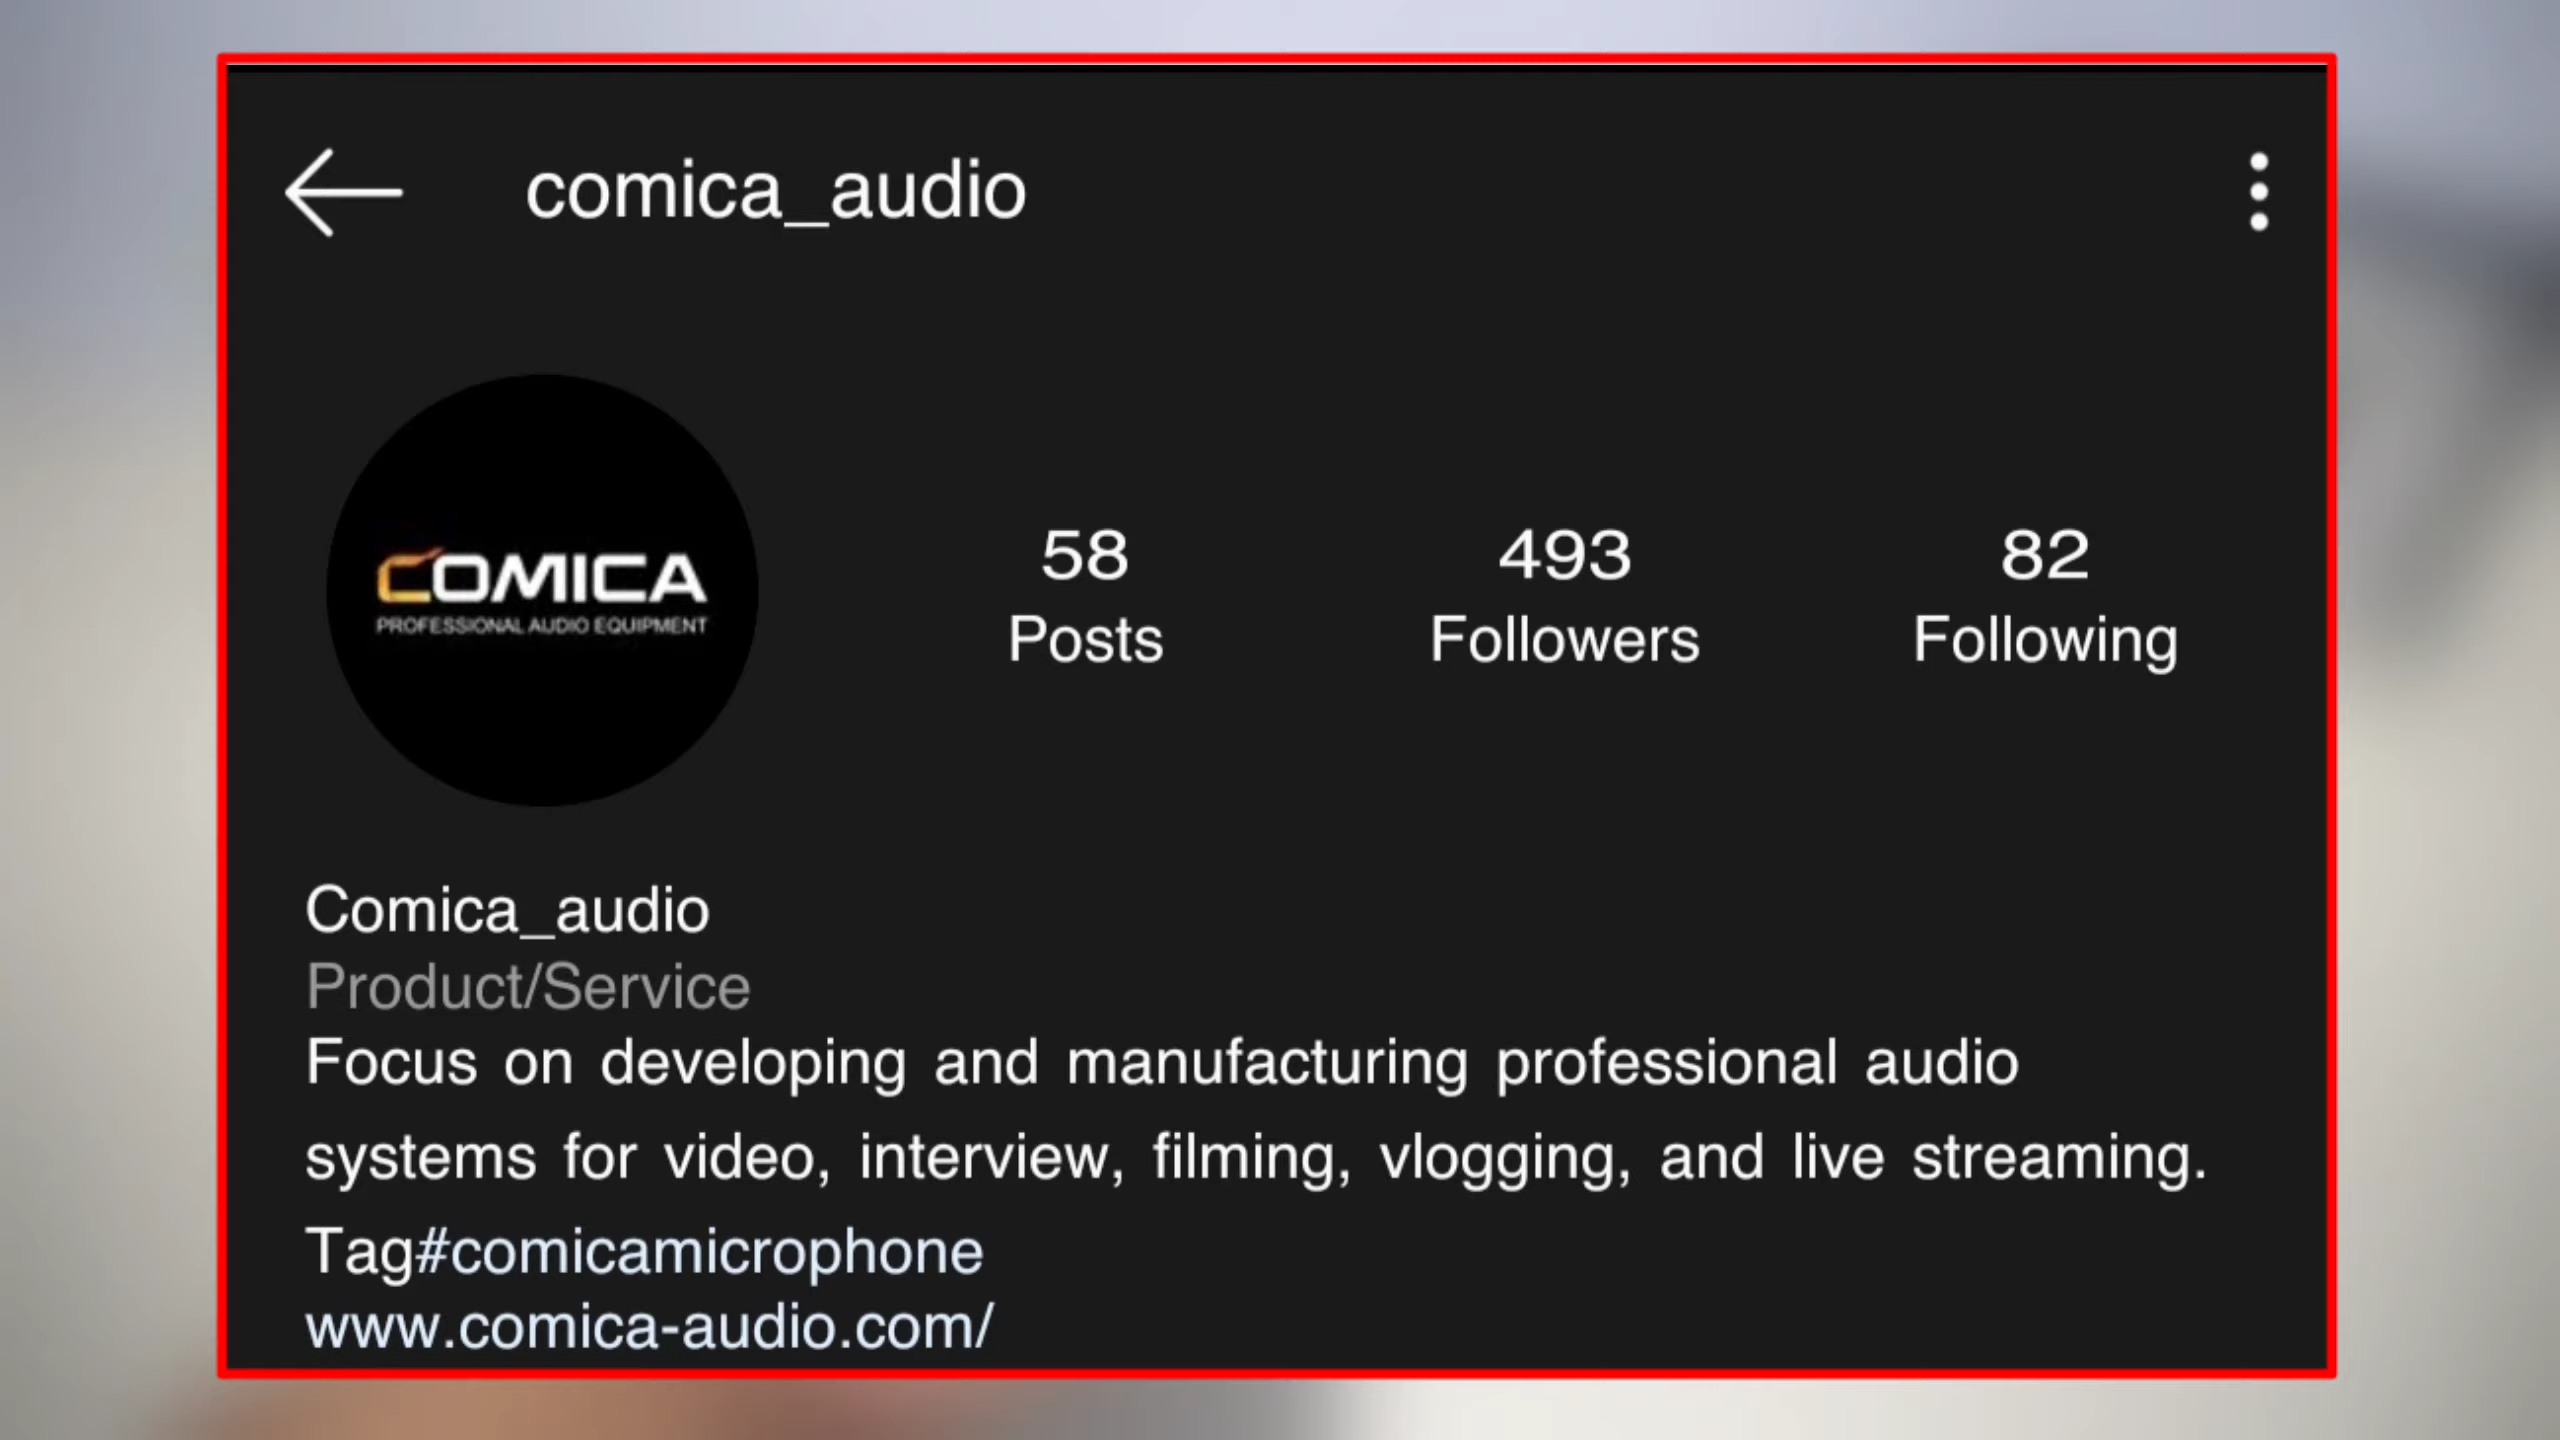 comica_audio
COMICA
PROFESSIONAL AUDIO EQUIPMENT
58
Posts
493
Followers
82
Following
Comica_audio
Product/Service
Focus on developing and manufacturing professional audio
systems for video, interview, filming, vlogging, and live streaming.
Tag#comicamicrophone
www.comica-audio.com/